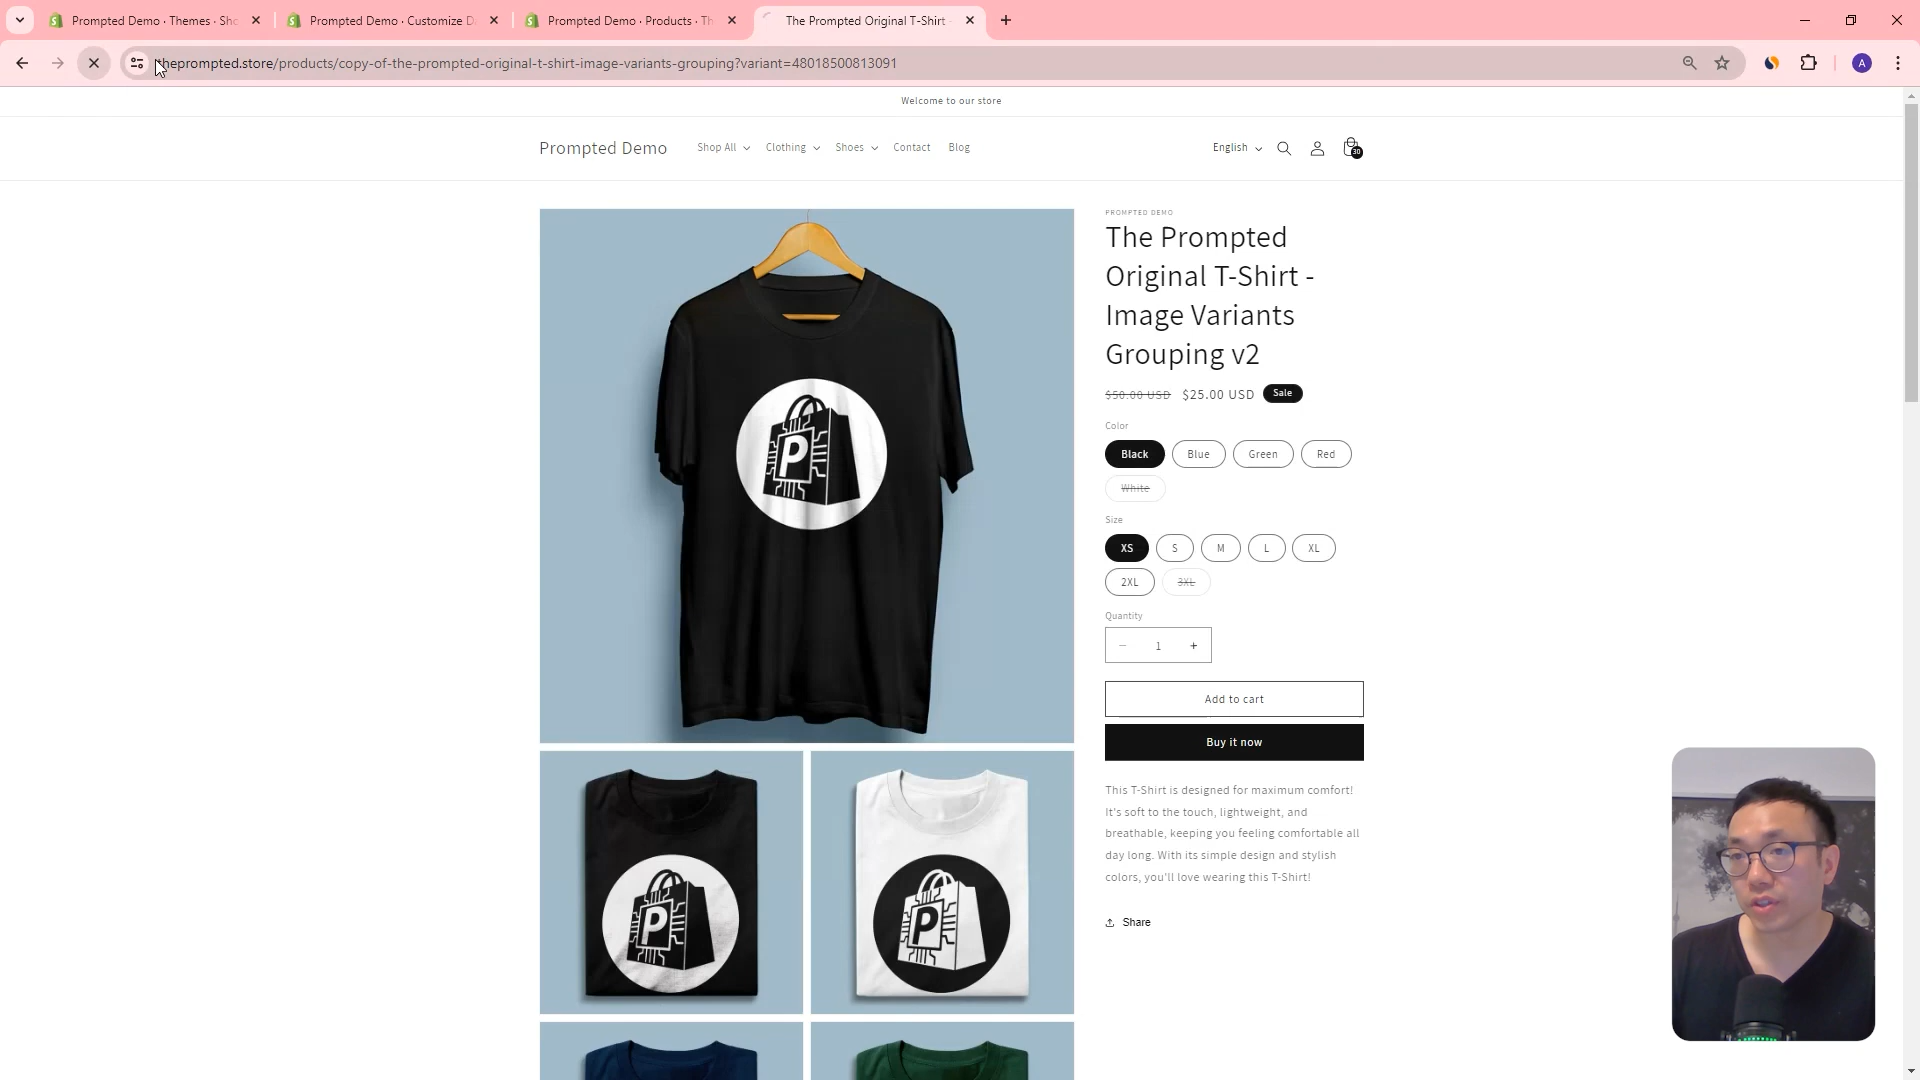 Prompted Demo · Themes · Sho
Prompted Demo · Customize D
Prompted Demo · Products · Th
The Prompted Original T-Shirt -
theprompted.store/products/copy-of-the-prompted-original-t-shirt-image-variants-grouping?variant=48018500813091
A
Welcome to our store
Prompted Demo
Shop All
Clothing
Shoes
Contact
Blog
English
30
PROMPTED DEMO
The Prompted
Original T-Shirt -
Image Variants
Grouping v2
$50.00 USD $25.00 USD Sale
Color
Black Blue Green Red
White
Size
XS S M L XL
2XL 3XL
Quantity
− 1 +
Add to cart
Buy it now
This T-Shirt is designed for maximum comfort!
It's soft to the touch, lightweight, and
breathable, keeping you feeling comfortable all
day long. With its simple design and stylish
colors, you'll love wearing this T-Shirt!
Share
P
P
P